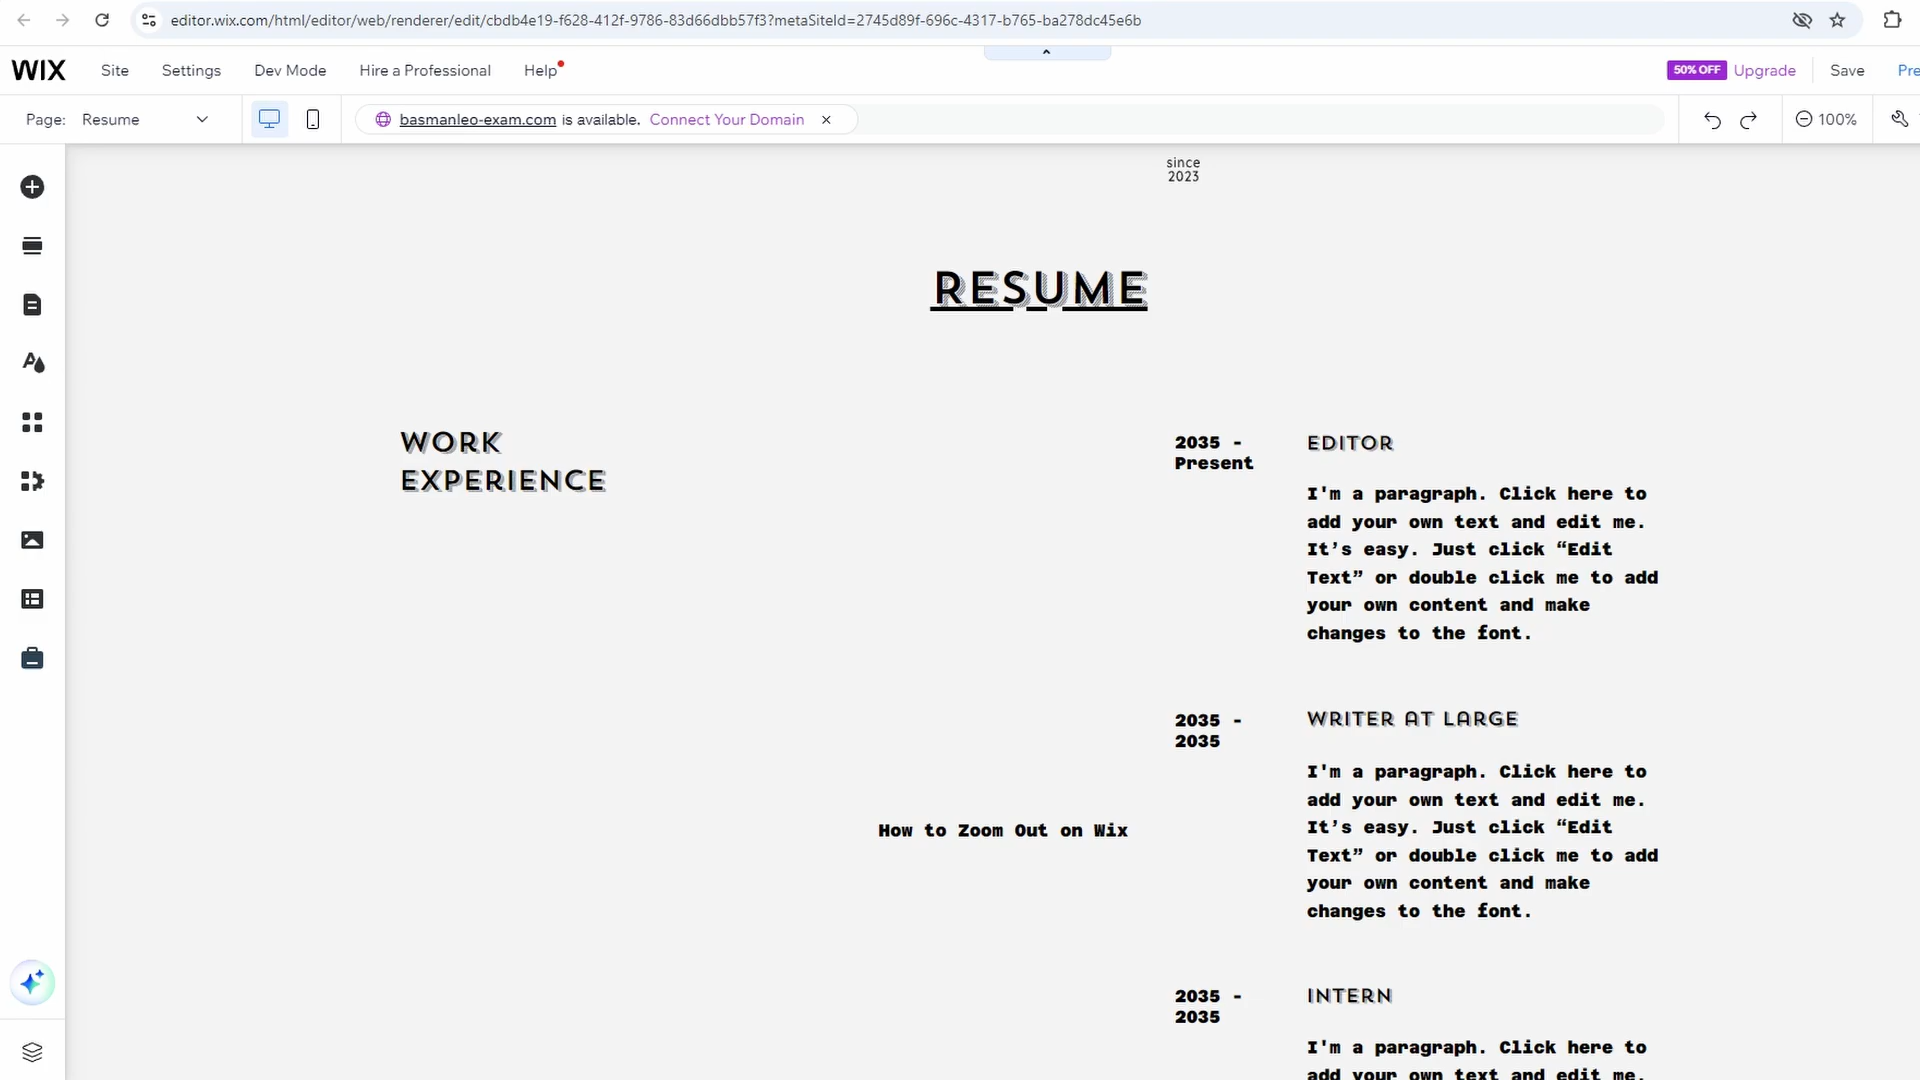 editor.wix.com/html/editor/web/renderer/edit/cbdb4e19-f628-412f-9786-83d66dbb57f3?metaSiteId=2745d89f-696c-4317-b765-ba278dc45e6b
WIX Site Settings Dev Mode Hire a Professional Help 50% OFF Upgrade Save Pre
Page: Resume basmanleo-exam.com is available. Connect Your Domain 100%
since
2023
RESUME
WORK
EXPERIENCE
2035 -
Present
EDITOR
I'm a paragraph. Click here to
add your own text and edit me.
It’s easy. Just click “Edit
Text” or double click me to add
your own content and make
changes to the font.
2035 -
2035
WRITER AT LARGE
I'm a paragraph. Click here to
add your own text and edit me.
It’s easy. Just click “Edit
Text” or double click me to add
your own content and make
changes to the font.
How to Zoom Out on Wix
2035 -
2035
INTERN
I'm a paragraph. Click here to
add your own text and edit me.